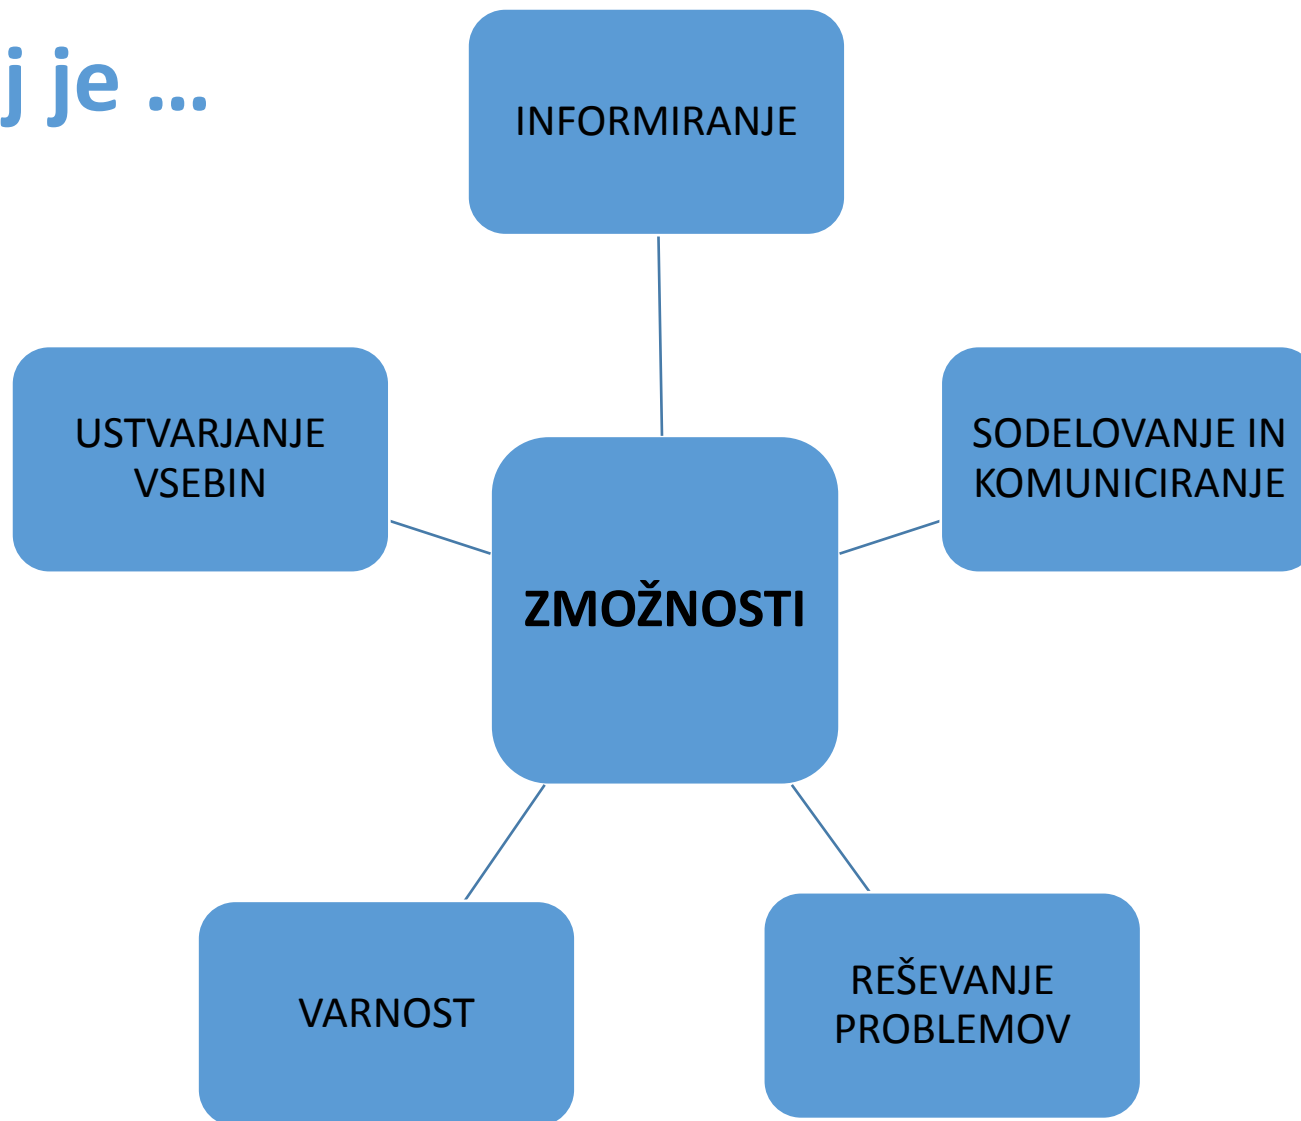 j je ...
INFORMIRANJE
USTVARJANJE
VSEBIN
SODELOVANJE IN
KOMUNICIRANJE
ZMOŽNOSTI
VARNOST
REŠEVANJE
PROBLEMOV